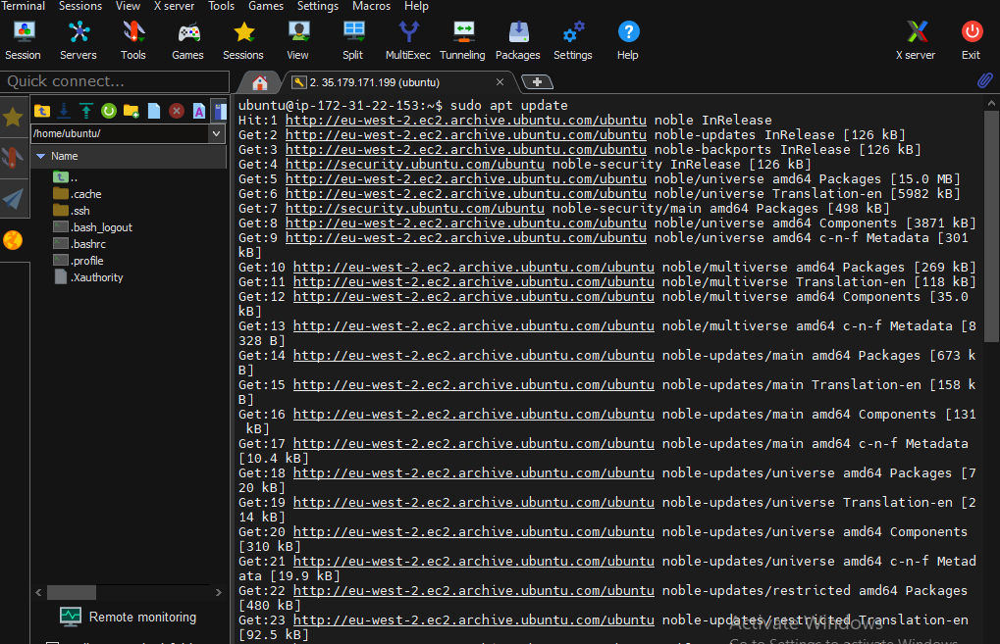 Terminal Sessions View X server Tools Games Settings Macros Help
Session Servers Tools Games Sessions View Split MultiExec Tunneling Packages Settings Help X server Exit
Quick connect...
2. 35.179.171.199 (ubuntu)
/home/ubuntu/
Name
..
.cache
.ssh
.bash_logout
.bashrc
.profile
.Xauthority
Remote monitoring
ubuntu@ip-172-31-22-153:~$ sudo apt update
Hit:1 http://eu-west-2.ec2.archive.ubuntu.com/ubuntu noble InRelease
Get:2 http://eu-west-2.ec2.archive.ubuntu.com/ubuntu noble-updates InRelease [126 kB]
Get:3 http://eu-west-2.ec2.archive.ubuntu.com/ubuntu noble-backports InRelease [126 kB]
Get:4 http://security.ubuntu.com/ubuntu noble-security InRelease [126 kB]
Get:5 http://eu-west-2.ec2.archive.ubuntu.com/ubuntu noble/universe amd64 Packages [15.0 MB]
Get:6 http://eu-west-2.ec2.archive.ubuntu.com/ubuntu noble/universe Translation-en [5982 kB]
Get:7 http://security.ubuntu.com/ubuntu noble-security/main amd64 Packages [498 kB]
Get:8 http://eu-west-2.ec2.archive.ubuntu.com/ubuntu noble/universe amd64 Components [3871 kB]
Get:9 http://eu-west-2.ec2.archive.ubuntu.com/ubuntu noble/universe amd64 c-n-f Metadata [301
kB]
Get:10 http://eu-west-2.ec2.archive.ubuntu.com/ubuntu noble/multiverse amd64 Packages [269 kB]
Get:11 http://eu-west-2.ec2.archive.ubuntu.com/ubuntu noble/multiverse Translation-en [118 kB]
Get:12 http://eu-west-2.ec2.archive.ubuntu.com/ubuntu noble/multiverse amd64 Components [35.0
kB]
Get:13 http://eu-west-2.ec2.archive.ubuntu.com/ubuntu noble/multiverse amd64 c-n-f Metadata [8
328 B]
Get:14 http://eu-west-2.ec2.archive.ubuntu.com/ubuntu noble-updates/main amd64 Packages [673 k
B]
Get:15 http://eu-west-2.ec2.archive.ubuntu.com/ubuntu noble-updates/main Translation-en [158 k
B]
Get:16 http://eu-west-2.ec2.archive.ubuntu.com/ubuntu noble-updates/main amd64 Components [131
kB]
Get:17 http://eu-west-2.ec2.archive.ubuntu.com/ubuntu noble-updates/main amd64 c-n-f Metadata
[10.4 kB]
Get:18 http://eu-west-2.ec2.archive.ubuntu.com/ubuntu noble-updates/universe amd64 Packages [7
20 kB]
Get:19 http://eu-west-2.ec2.archive.ubuntu.com/ubuntu noble-updates/universe Translation-en [2
14 kB]
Get:20 http://eu-west-2.ec2.archive.ubuntu.com/ubuntu noble-updates/universe amd64 Components
[310 kB]
Get:21 http://eu-west-2.ec2.archive.ubuntu.com/ubuntu noble-updates/universe amd64 c-n-f Metad
ata [19.9 kB]
Get:22 http://eu-west-2.ec2.archive.ubuntu.com/ubuntu noble-updates/restricted amd64 Packages
[480 kB]
Get:23 http://eu-west-2.ec2.archive.ubuntu.com/ubuntu noble-updates/restricted Translation-en
[92.5 kB]
Activate Windows
Go to Settings to activate Windows.